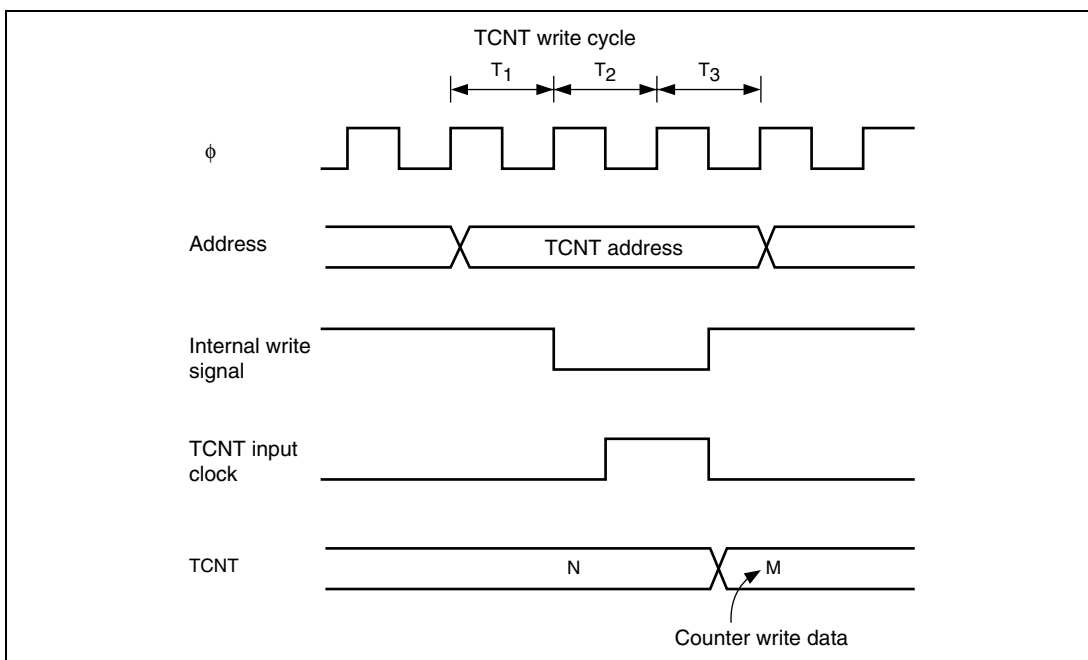 TCNT write cycle
T1 T2 T3
ϕ
Address
TCNT address
Internal write
signal
TCNT input
clock
TCNT
N
M
Counter write data